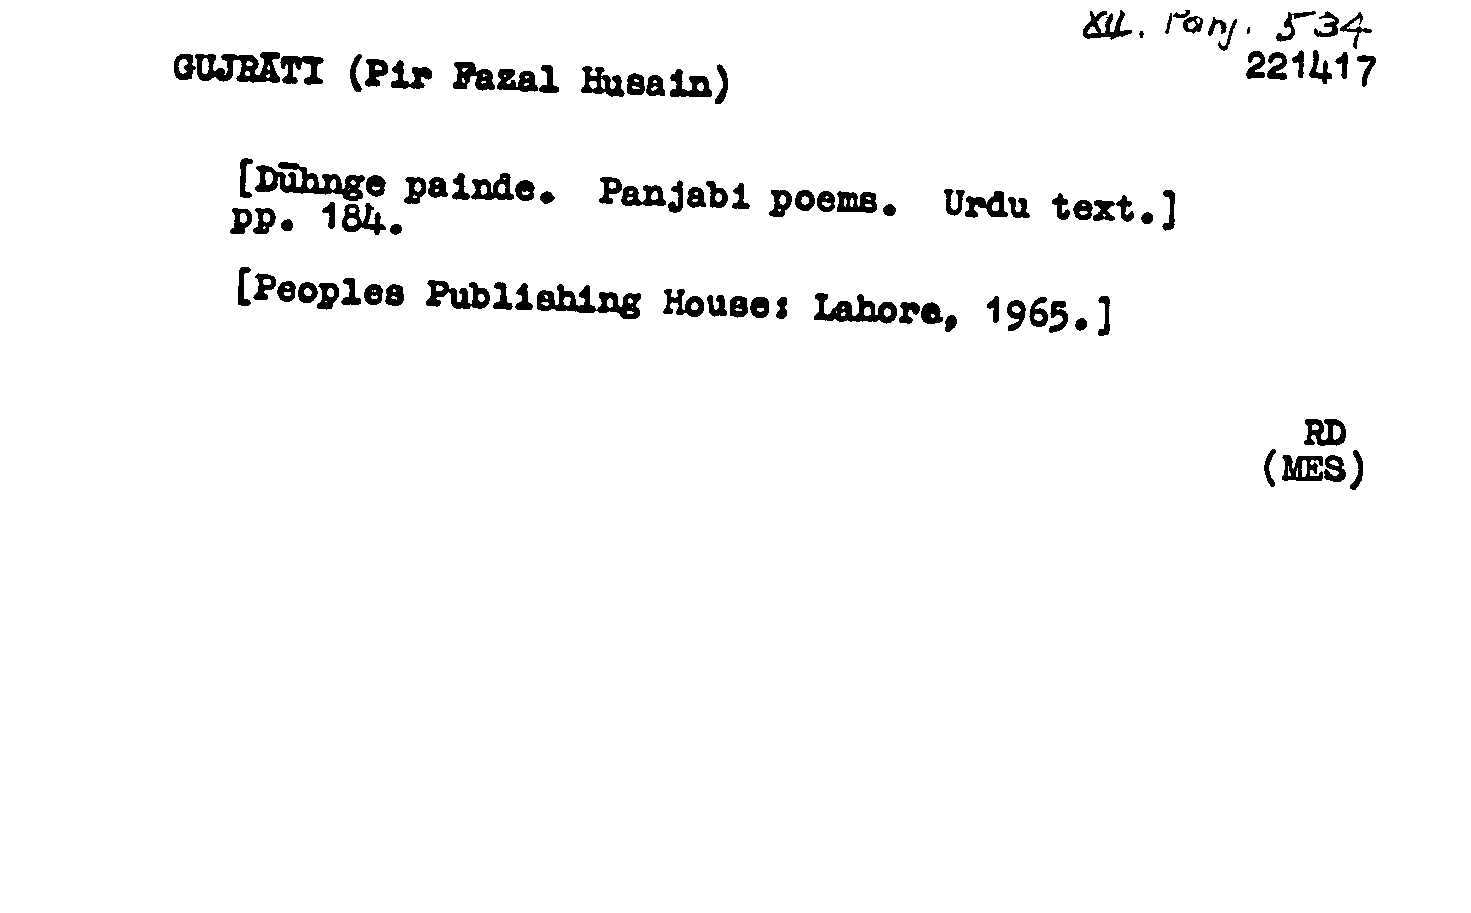 XII. Panj. 534
221417
GUJRĀTI (Pir Fazal Husain)
[Dūhnge painde. Panjabi poems. Urdu text.]
pp. 184.
[Peoples Publishing House: Lahore, 1965.]
RD
(MES)